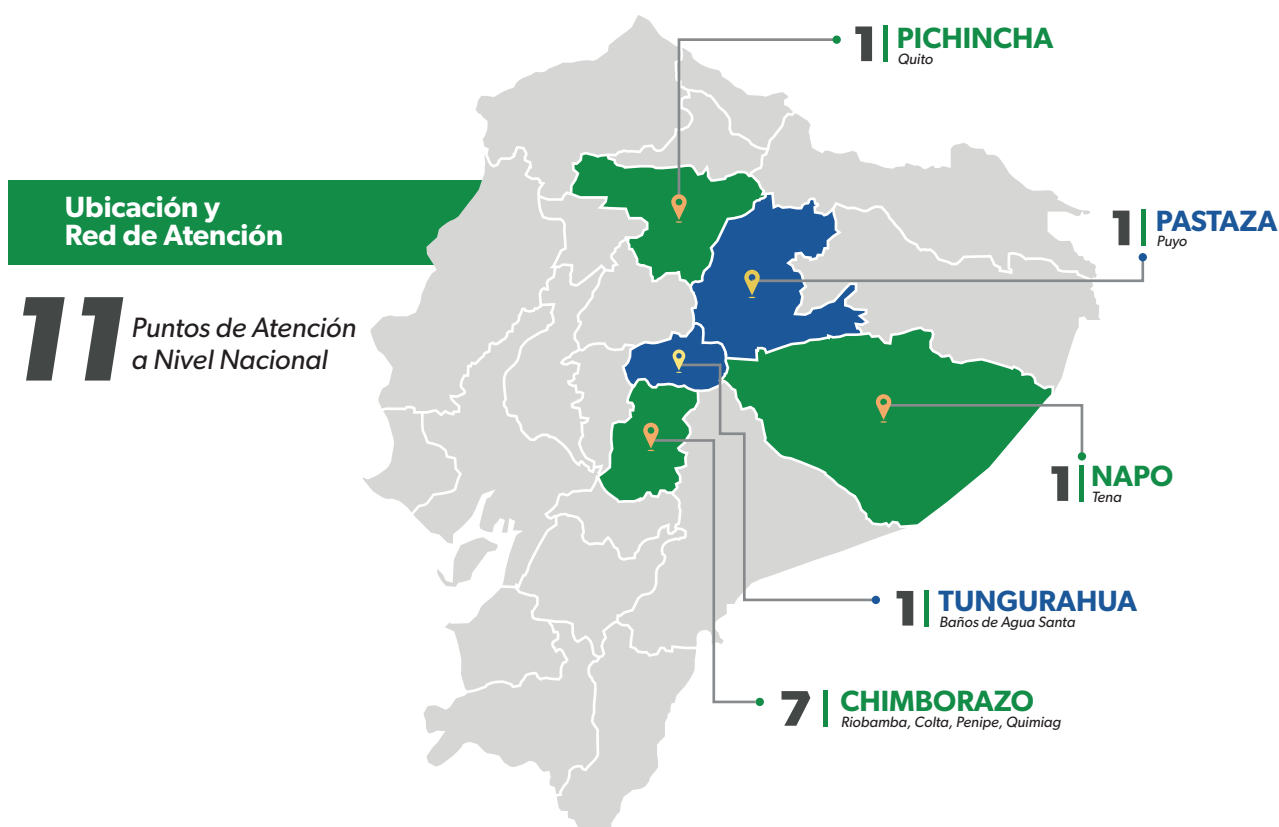 Ubicación y
Red de Atención
11
Puntos de Atención
a Nivel Nacional
1 PICHINCHA
Quito
1 PASTAZA
Puyo
1 NAPO
Tena
1 TUNGURAHUA
Baños de Agua Santa
7 CHIMBORAZO
Riobamba, Colta, Penipe, Quimiag